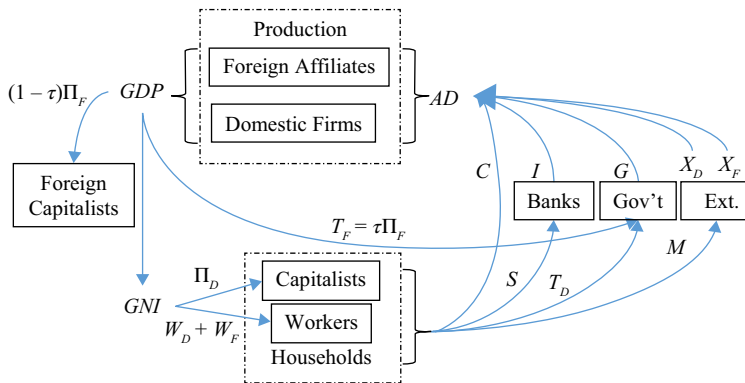 Production
Foreign Affiliates
(1 − τ)Π_F
GDP
AD
Domestic Firms
C
I
G
X_D
X_F
Foreign
Capitalists
Banks
Gov't
Ext.
T_F = τΠ_F
M
Π_D
Capitalists
S
T_D
GNI
Workers
W_D + W_F
Households